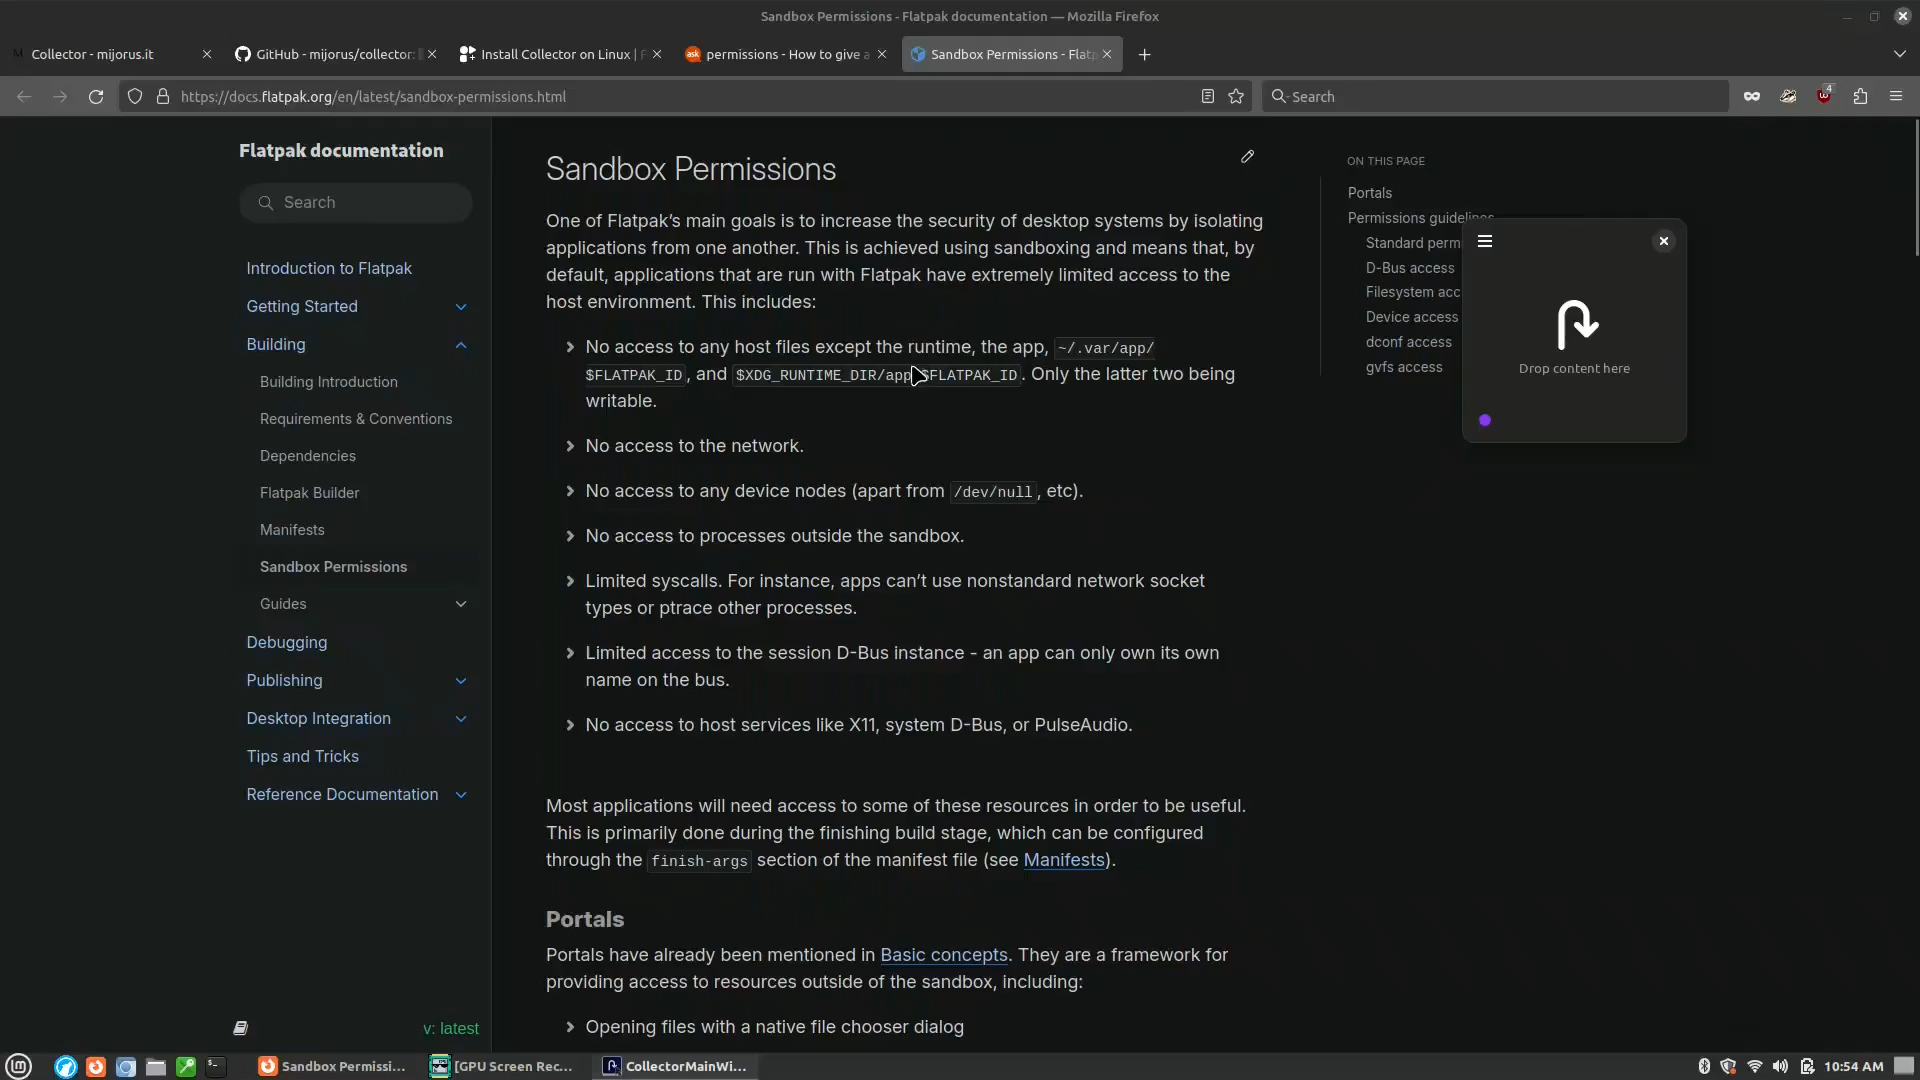 Sandbox Permissions - Flatpak documentation — Mozilla Firefox
Collector - mijorus.it
GitHub - mijorus/collector:
Install Collector on Linux |
permissions - How to give
Sandbox Permissions - Flatp
https://docs.flatpak.org/en/latest/sandbox-permissions.html
Search
4
Flatpak documentation
Search
Introduction to Flatpak
Getting Started
Building
Building Introduction
Requirements & Conventions
Dependencies
Flatpak Builder
Manifests
Sandbox Permissions
Guides
Debugging
Publishing
Desktop Integration
Tips and Tricks
Reference Documentation
v: latest
Sandbox Permissions
One of Flatpak’s main goals is to increase the security of desktop systems by isolating
applications from one another. This is achieved using sandboxing and means that, by
default, applications that are run with Flatpak have extremely limited access to the
host environment. This includes:
No access to any host files except the runtime, the app, ~/.var/app/
$FLATPAK_ID, and $XDG_RUNTIME_DIR/app/$FLATPAK_ID. Only the latter two being
writable.
No access to the network.
No access to any device nodes (apart from /dev/null, etc).
No access to processes outside the sandbox.
Limited syscalls. For instance, apps can’t use nonstandard network socket
types or ptrace other processes.
Limited access to the session D-Bus instance - an app can only own its own
name on the bus.
No access to host services like X11, system D-Bus, or PulseAudio.
Most applications will need access to some of these resources in order to be useful.
This is primarily done during the finishing build stage, which can be configured
through the finish-args section of the manifest file (see Manifests).
Portals
Portals have already been mentioned in Basic concepts. They are a framework for
providing access to resources outside of the sandbox, including:
Opening files with a native file chooser dialog
ON THIS PAGE
Portals
Permissions guidelines
Standard perm
D-Bus access
Filesystem acc
Device access
dconf access
gvfs access
Drop content here
Sandbox Permissi...
[GPU Screen Rec...
CollectorMainWi...
10:54 AM